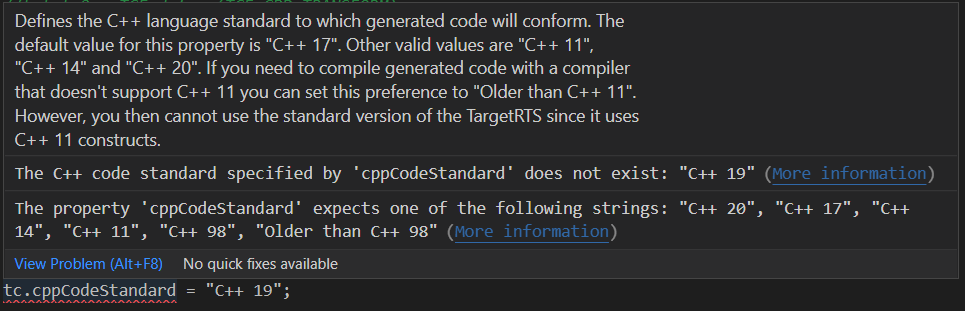 Defines the C++ language standard to which generated code will conform. The
default value for this property is "C++ 17". Other valid values are "C++ 11",
"C++ 14" and "C++ 20". If you need to compile generated code with a compiler
that doesn't support C++ 11 you can set this preference to "Older than C++ 11".
However, you then cannot use the standard version of the TargetRTS since it uses
C++ 11 constructs.
The C++ code standard specified by 'cppCodeStandard' does not exist: "C++ 19" (More information)
The property 'cppCodeStandard' expects one of the following strings: "C++ 20", "C++ 17", "C++
14", "C++ 11", "C++ 98", "Older than C++ 98" (More information)
View Problem (Alt+F8) No quick fixes available
tc.cppCodeStandard = "C++ 19";